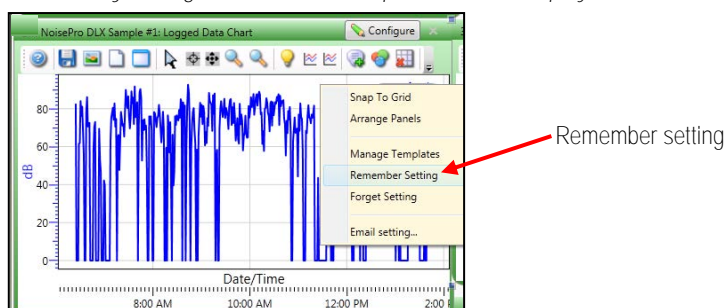 NoisePro DLX Sample #1: Logged Data Chart
Configure
Snap To Grid
Arrange Panels
Manage Templates
Remember Setting
Forget Setting
Email setting...
Remember setting
80
60
dB
40
20
0
Date/Time
8:00 AM 10:00 AM 12:00 PM 2:00